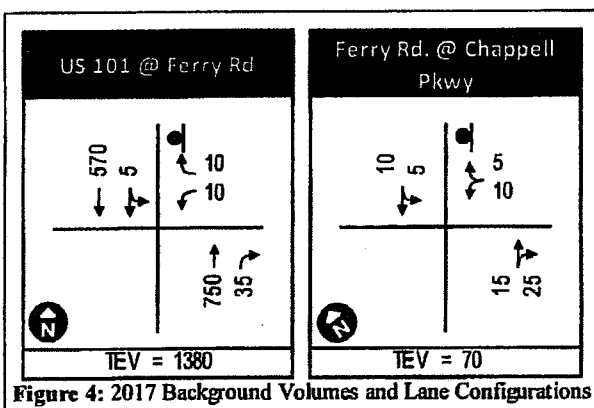 US 101 @ Ferry Rd
570
5
10
10
750
35
N
TEV = 1380
Ferry Rd. @ Chappell
Pkwy
10
5
5
10
15
25
N
TEV = 70
Figure 4: 2017 Background Volumes and Lane Configurations